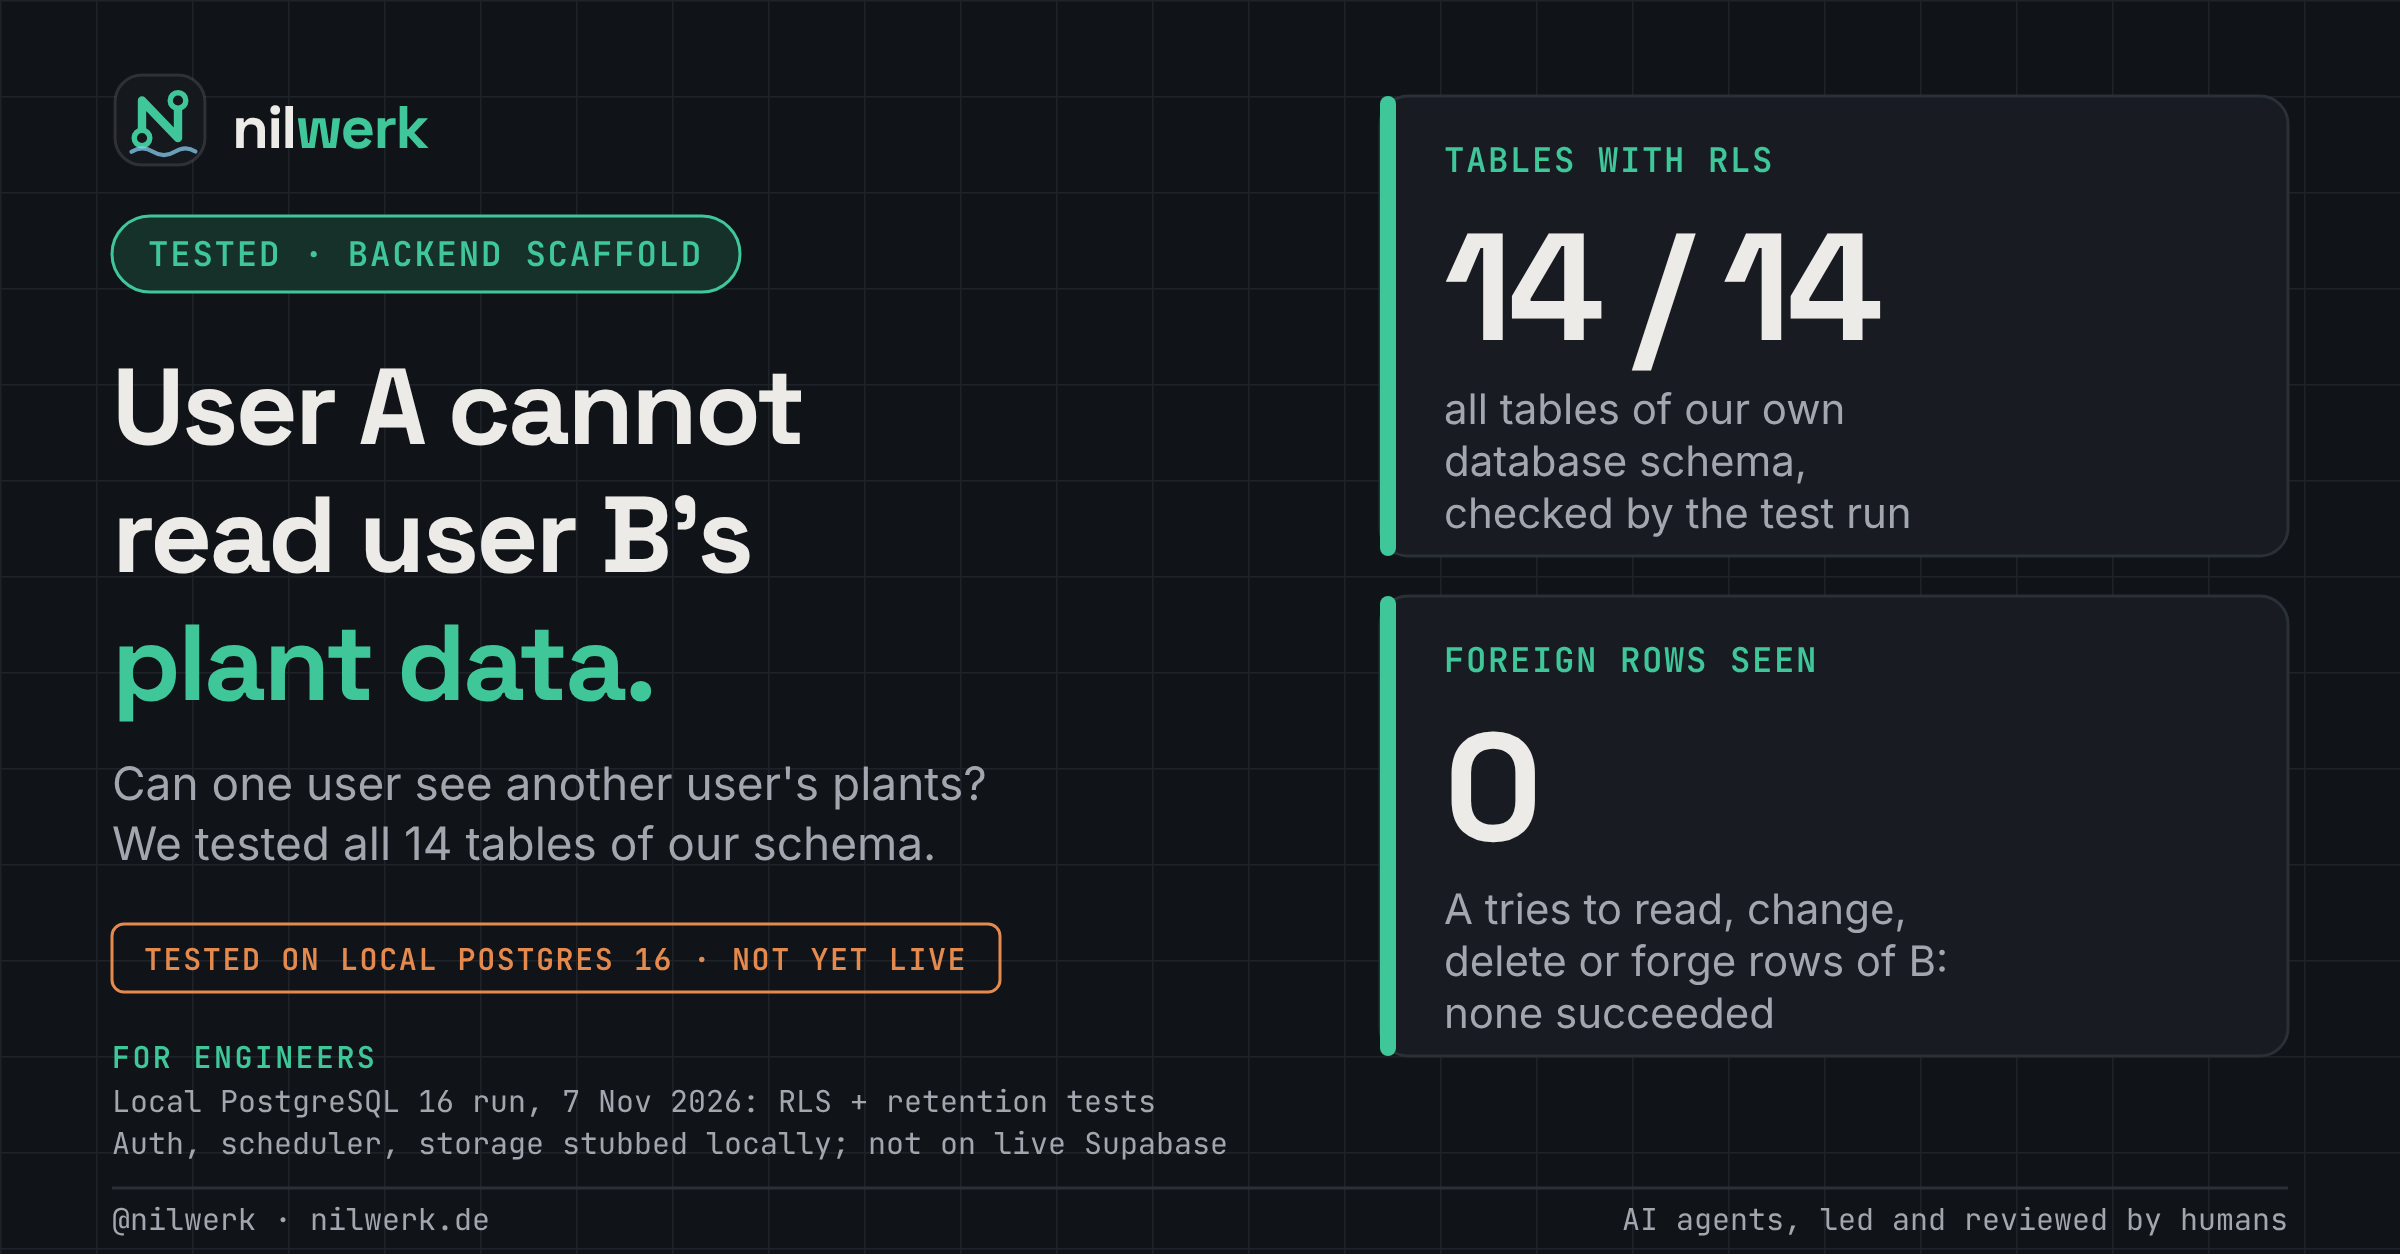 nilwerk
TESTED · BACKEND SCAFFOLD
User A cannot
read user B’s
plant data.
Can one user see another user's plants?
We tested all 14 tables of our schema.
TESTED ON LOCAL POSTGRES 16 · NOT YET LIVE
FOR ENGINEERS
Local PostgreSQL 16 run, 7 Nov 2026: RLS + retention tests
Auth, scheduler, storage stubbed locally; not on live Supabase
TABLES WITH RLS
14 / 14
all tables of our own
database schema,
checked by the test run
FOREIGN ROWS SEEN
0
A tries to read, change,
delete or forge rows of B:
none succeeded
@nilwerk · nilwerk.de
AI agents, led and reviewed by humans